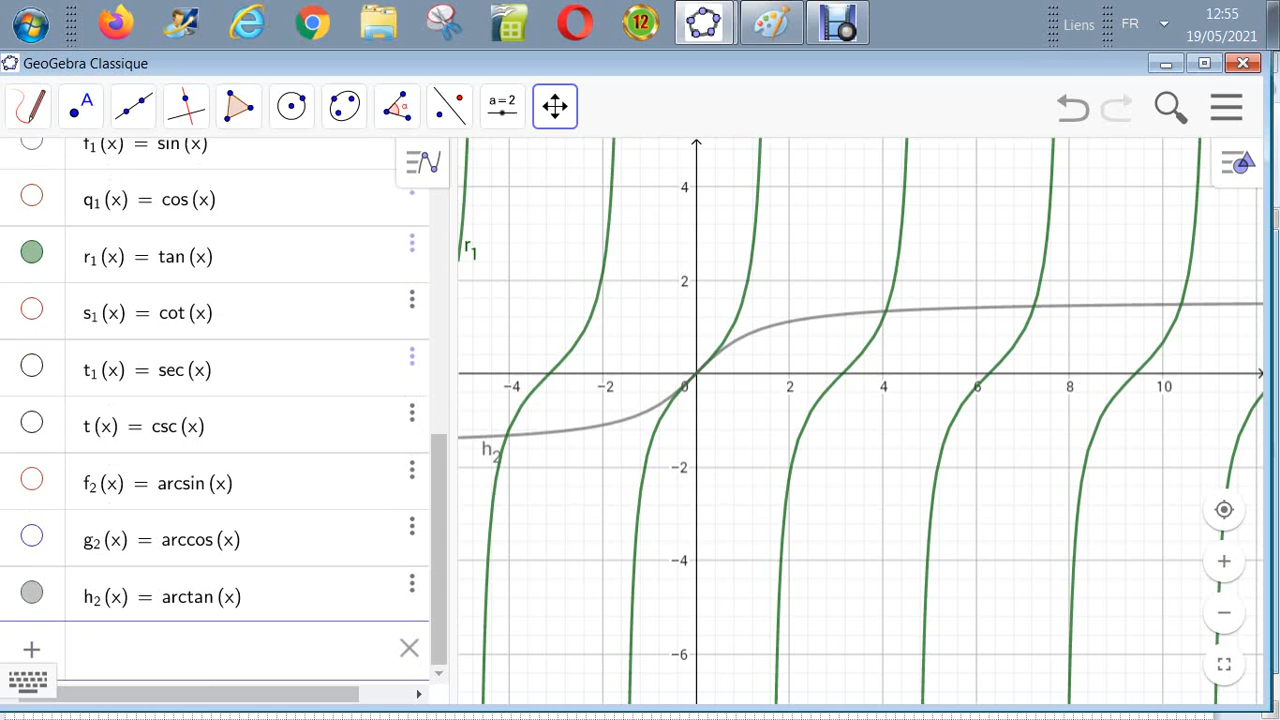 12
Liens
FR
12:55
19/05/2021
GeoGebra Classique
A
α
a=2
f₁(x) = sin(x)
q₁(x) = cos(x)
r₁(x) = tan(x)
s₁(x) = cot(x)
t₁(x) = sec(x)
t(x) = csc(x)
f₂(x) = arcsin(x)
g₂(x) = arccos(x)
h₂(x) = arctan(x)
r₁
h₂
4
2
0
−2
−4
−6
−4
−2
2
4
6
8
10